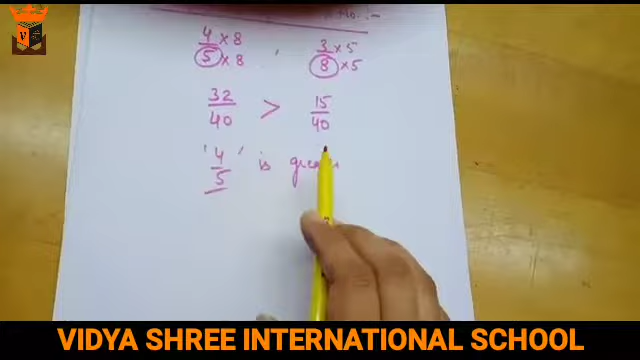 4/5 × 8/8 , 3/8 × 5/5
32/40 > 15/40
'4/5' is
VIDYA SHREE INTERNATIONAL SCHOOL